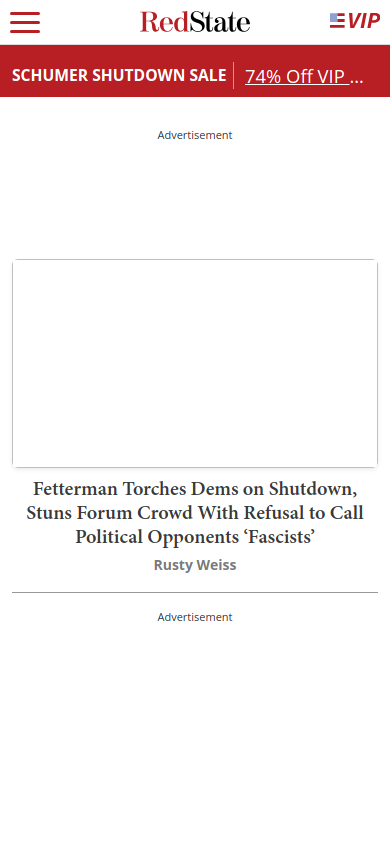 RedState
VIP
SCHUMER SHUTDOWN SALE
74% Off VIP ...
Advertisement
Fetterman Torches Dems on Shutdown,
Stuns Forum Crowd With Refusal to Call
Political Opponents ‘Fascists’
Rusty Weiss
Advertisement